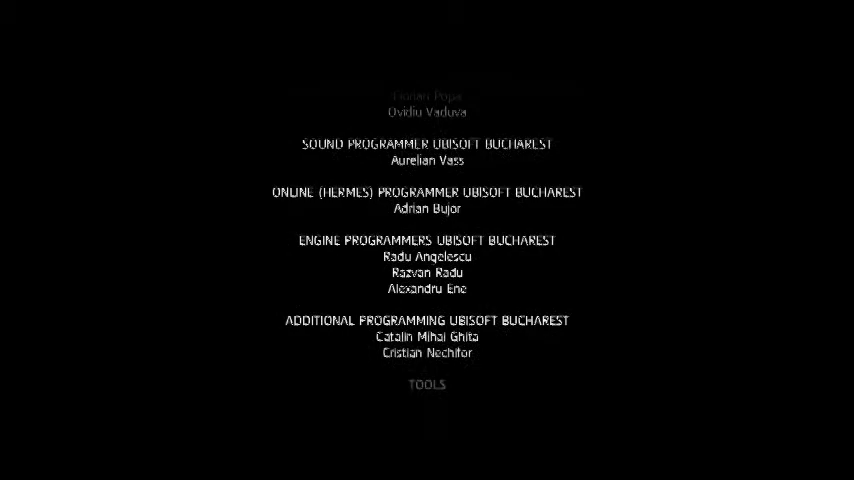 Popa
Ovidiu Vaduva
SOUND PROGRAMMER UBISOFT BUCHAREST
Aurelian Vass
ONLINE (HERMES) PROGRAMMER UBISOFT BUCHAREST
Adrian Bujor
ENGINE PROGRAMMERS UBISOFT BUCHAREST
Radu Angelescu
Razvan Radu
Alexandru Ene
ADDITIONAL PROGRAMMING UBISOFT BUCHAREST
Catalin Mihai Ghita
Cristian Nechifor
TOOLS